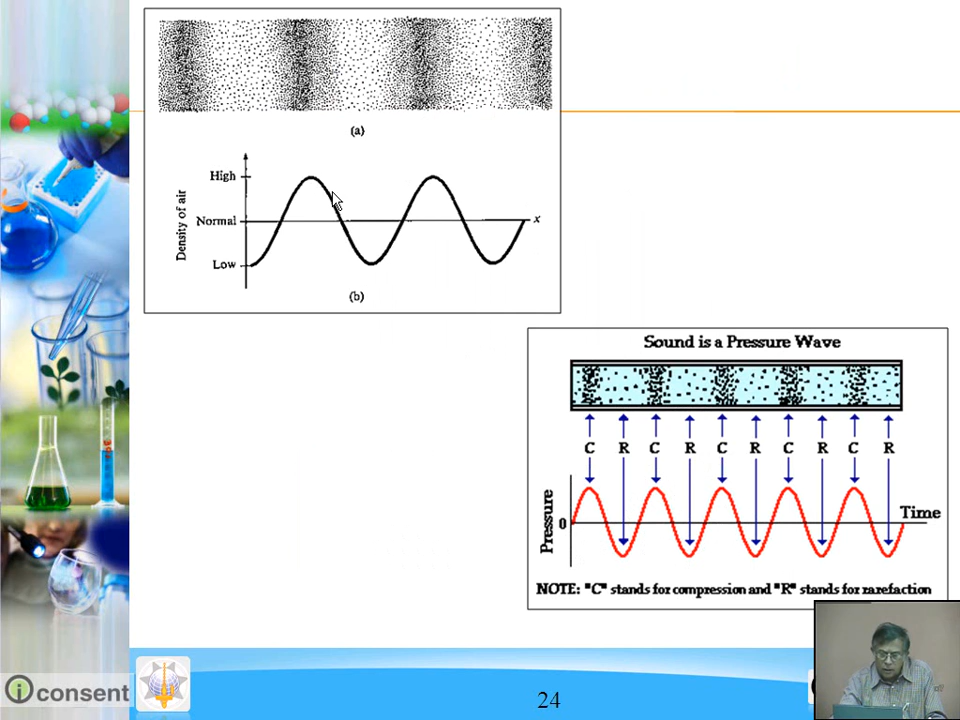 (a)
High
Density of air
Normal
x
Low
(b)
Sound is a Pressure Wave
C R C R C R C R C R
Pressure
0
Time
NOTE: "C" stands for compression and "R" stands for rarefaction
iconsent
24